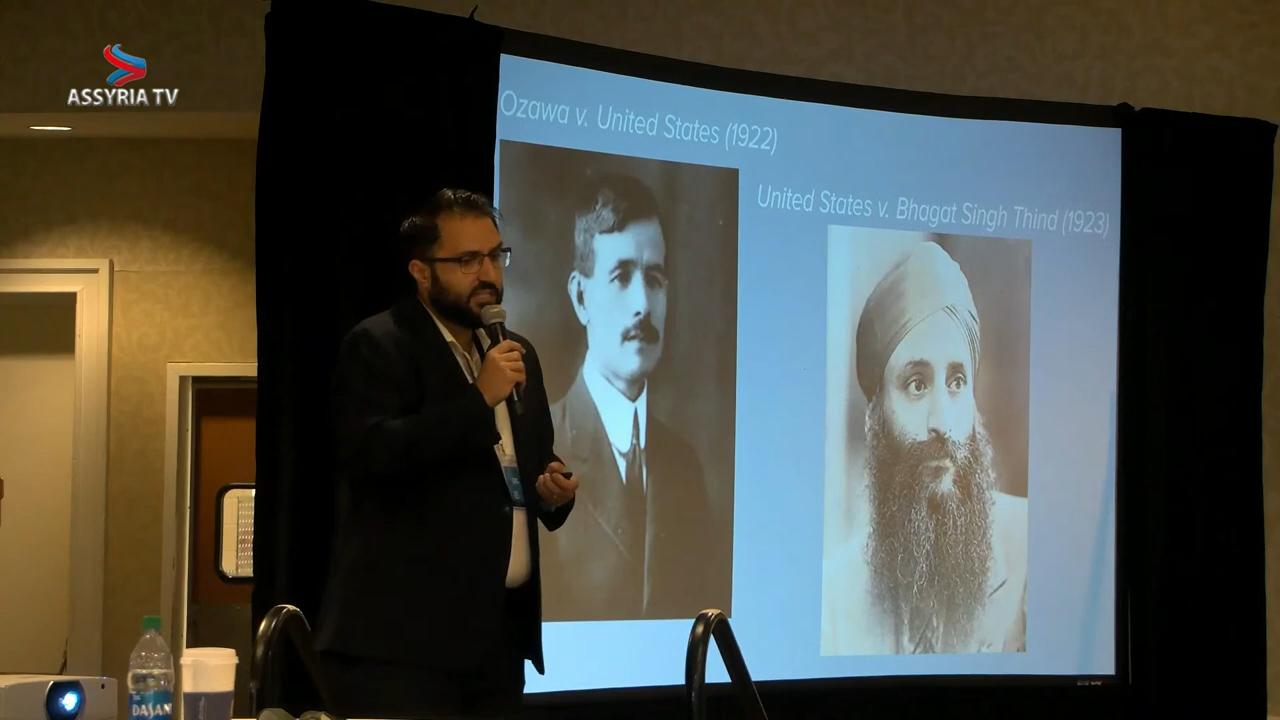 ASSYRIA TV
Ozawa v. United States (1922)
United States v. Bhagat Singh Thind (1923)
DASANI